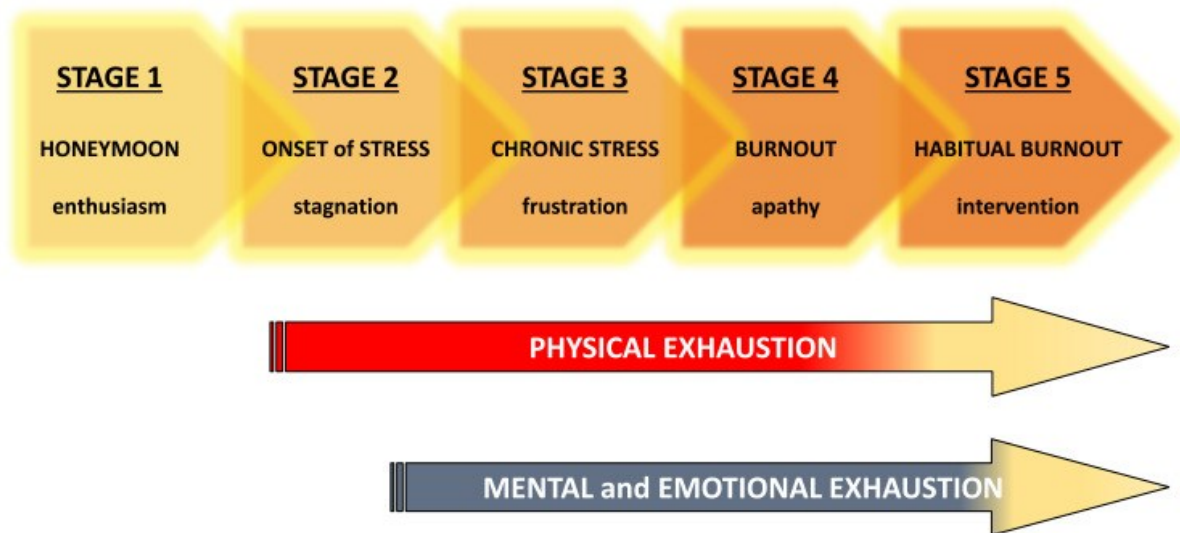 STAGE 1
HONEYMOON
enthusiasm
STAGE 2
ONSET of STRESS
stagnation
STAGE 3
CHRONIC STRESS
frustration
STAGE 4
BURNOUT
apathy
STAGE 5
HABITUAL BURNOUT
intervention
PHYSICAL EXHAUSTION
MENTAL and EMOTIONAL EXHAUSTION